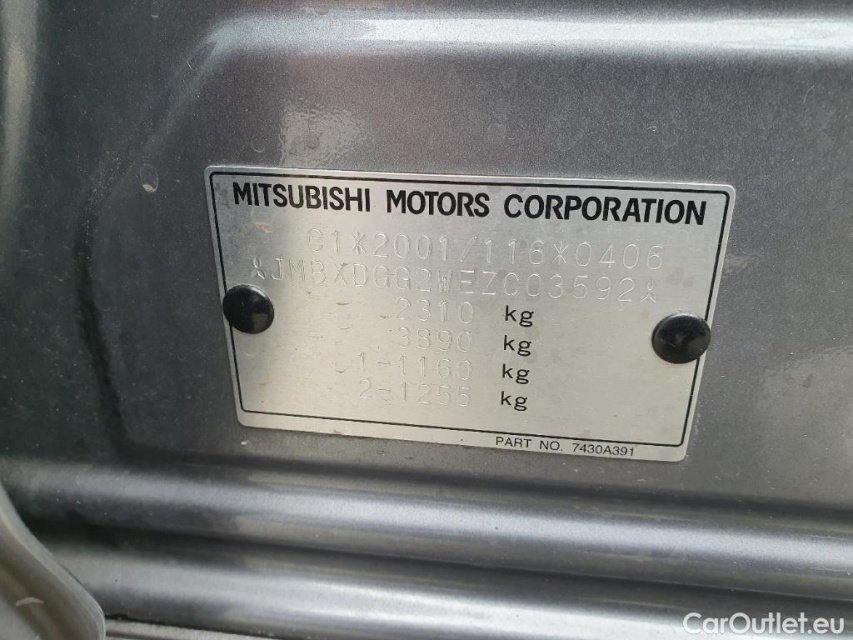 MITSUBISHI MOTORS CORPORATION
e1*2001/116*0406
*JMBXDGG2WEZ003592*
2310 kg
3890 kg
1-1160 kg
2-1255 kg
PART NO. 7430A391
CarOutlet.eu